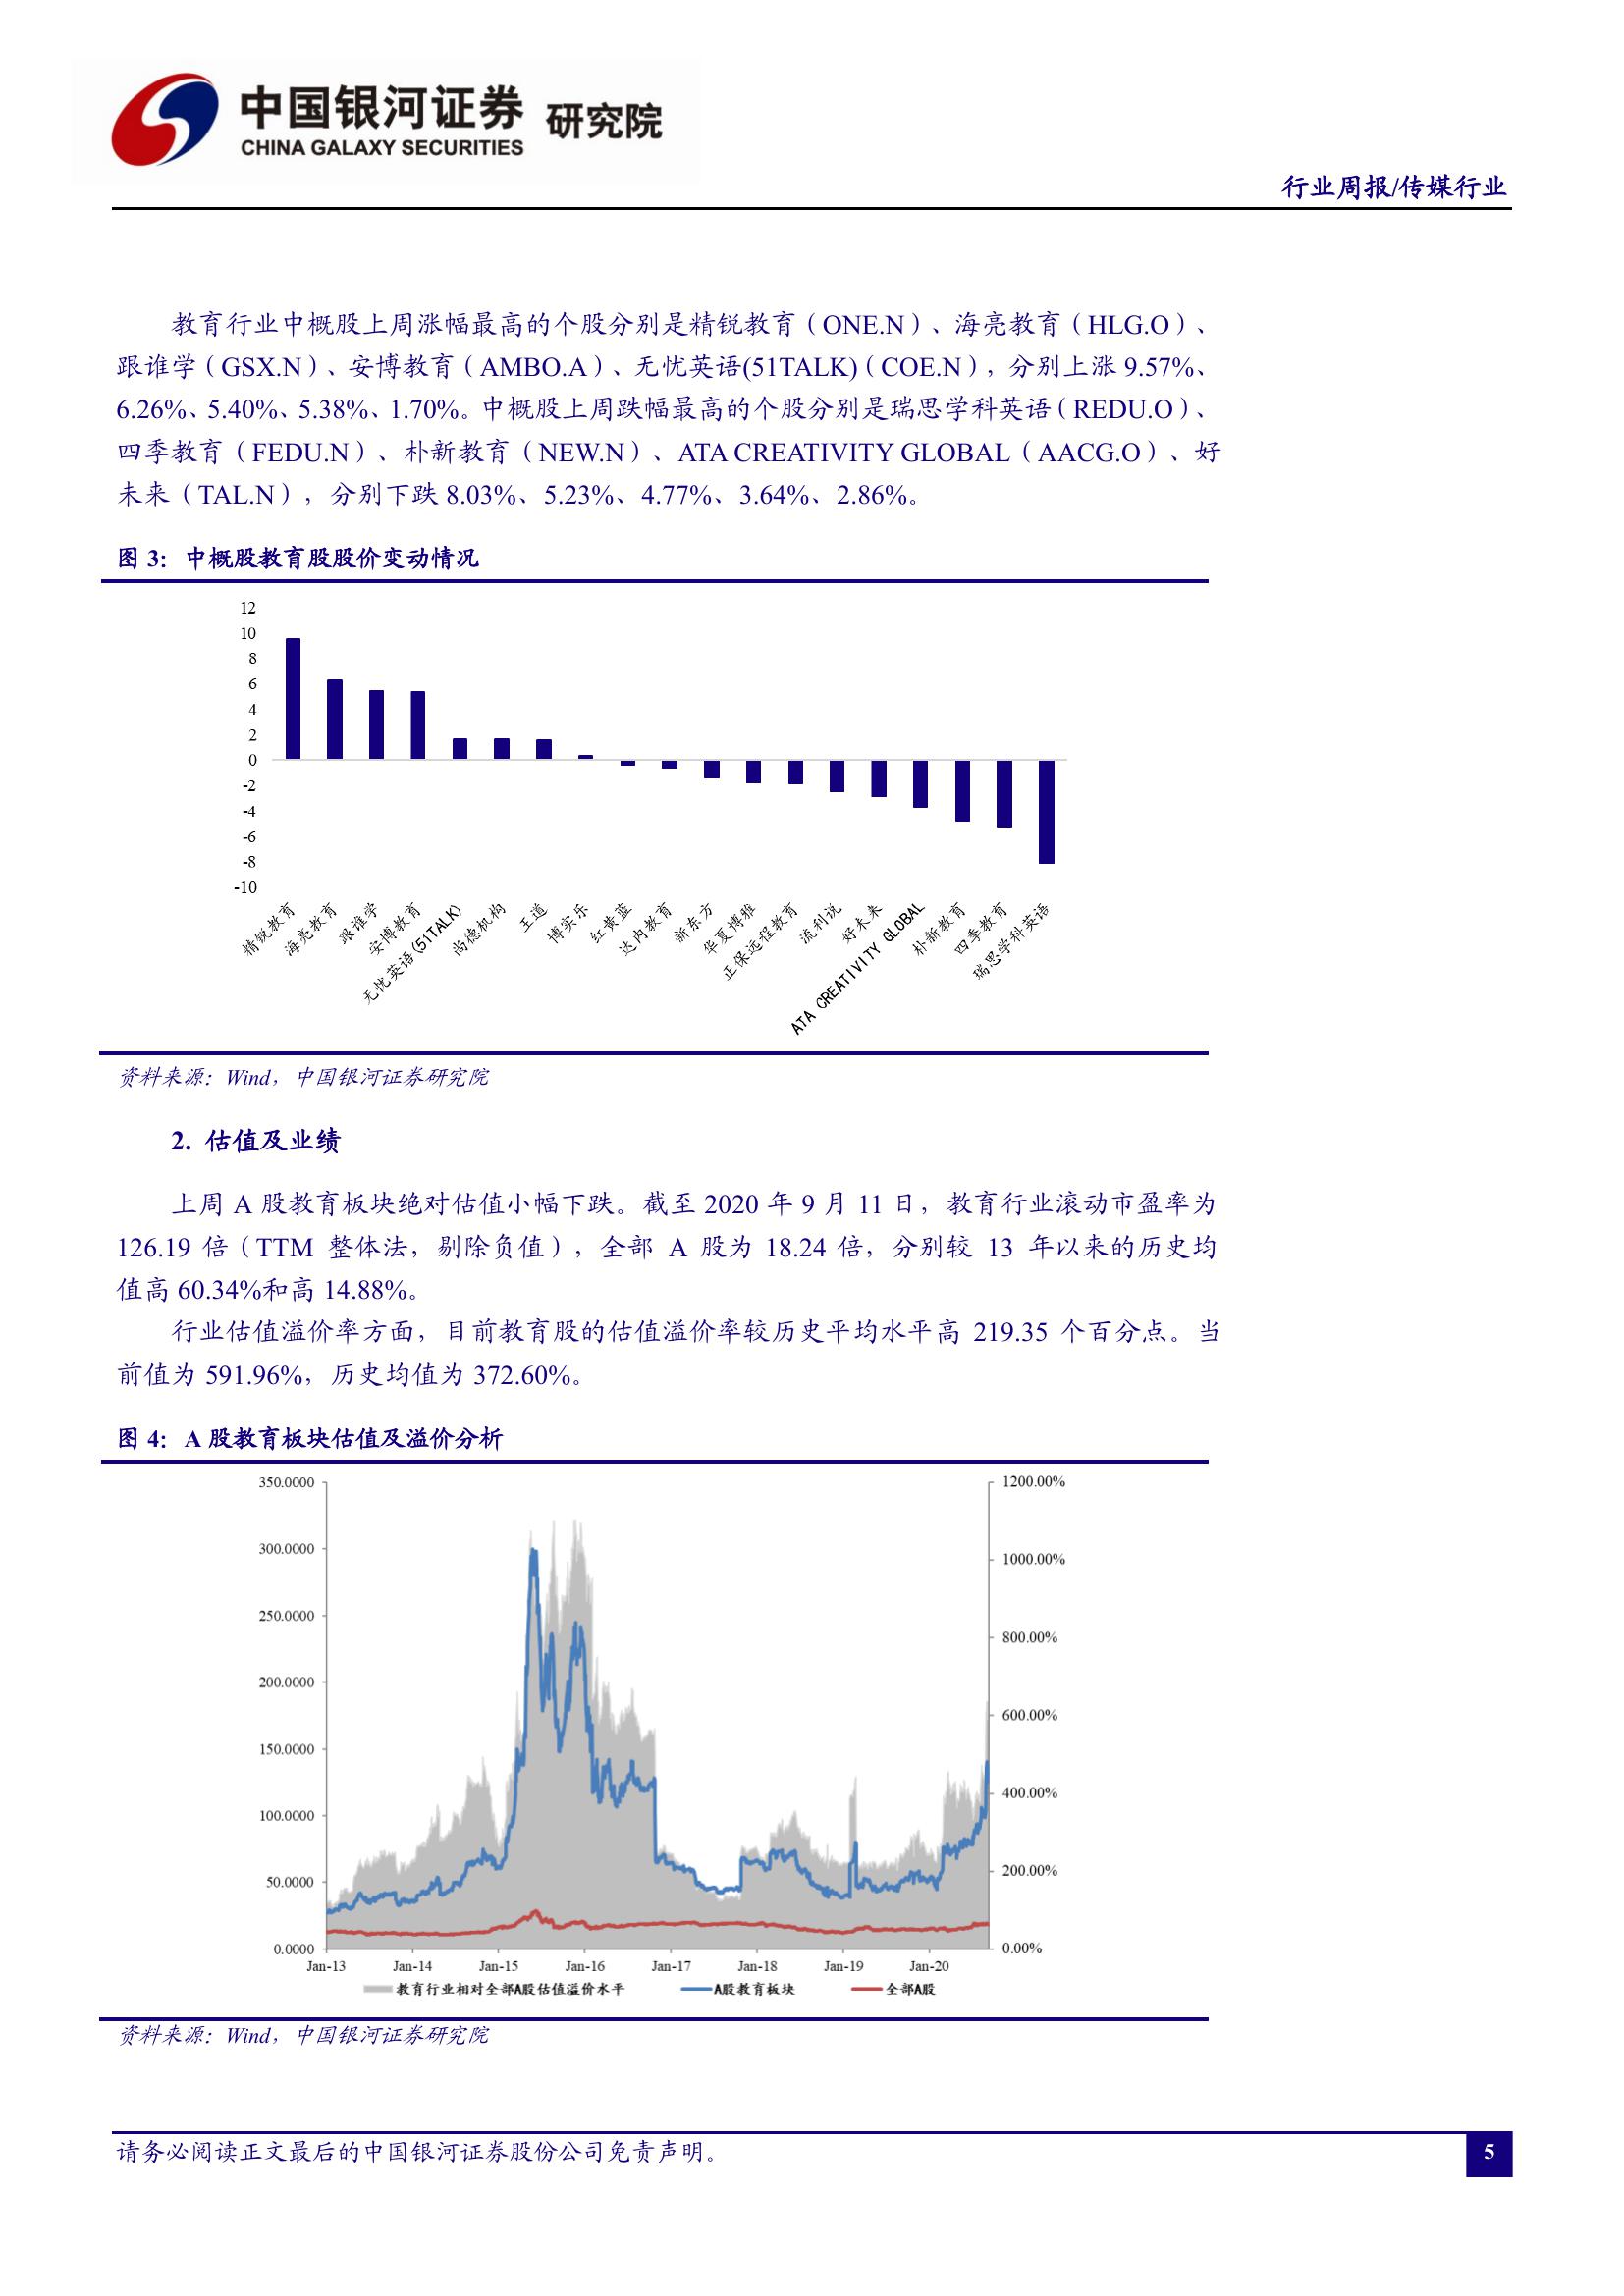 中国银河证券 研究院
CHINA GALAXY SECURITIES
行业周报/传媒行业
教育行业中概股上周涨幅最高的个股分别是精锐教育（ONE.N）、海亮教育（HLG.O）、
跟谁学（GSX.N）、安博教育（AMBO.A）、无忧英语(51TALK)（COE.N），分别上涨 9.57%、
6.26%、5.40%、5.38%、1.70%。中概股上周跌幅最高的个股分别是瑞思学科英语（REDU.O）、
四季教育（FEDU.N）、朴新教育（NEW.N）、ATA CREATIVITY GLOBAL（AACG.O）、好
未来（TAL.N），分别下跌 8.03%、5.23%、4.77%、3.64%、2.86%。
图 3：中概股教育股股价变动情况
12
10
8
6
4
2
0
-2
-4
-6
-8
-10
精锐教育
海亮教育
跟谁学
安博教育
无忧英语(51TALK)
尚德机构
王道
博实乐
红黄蓝
达内教育
新东方
华夏博雅
正保远程教育
流利说
好未来
ATA CREATIVITY GLOBAL
朴新教育
四季教育
瑞思学科英语
资料来源：Wind，中国银河证券研究院
2. 估值及业绩
上周 A 股教育板块绝对估值小幅下跌。截至 2020 年 9 月 11 日，教育行业滚动市盈率为
126.19 倍（TTM 整体法，剔除负值），全部 A 股为 18.24 倍，分别较 13 年以来的历史均
值高 60.34%和高 14.88%。
行业估值溢价率方面，目前教育股的估值溢价率较历史平均水平高 219.35 个百分点。当
前值为 591.96%，历史均值为 372.60%。
图 4：A 股教育板块估值及溢价分析
350.0000
300.0000
250.0000
200.0000
150.0000
100.0000
50.0000
0.0000
1200.00%
1000.00%
800.00%
600.00%
400.00%
200.00%
0.00%
Jan-13 Jan-14 Jan-15 Jan-16 Jan-17 Jan-18 Jan-19 Jan-20
教育行业相对全部A股估值溢价水平 A股教育板块 全部A股
资料来源：Wind，中国银河证券研究院
请务必阅读正文最后的中国银河证券股份公司免责声明。
5